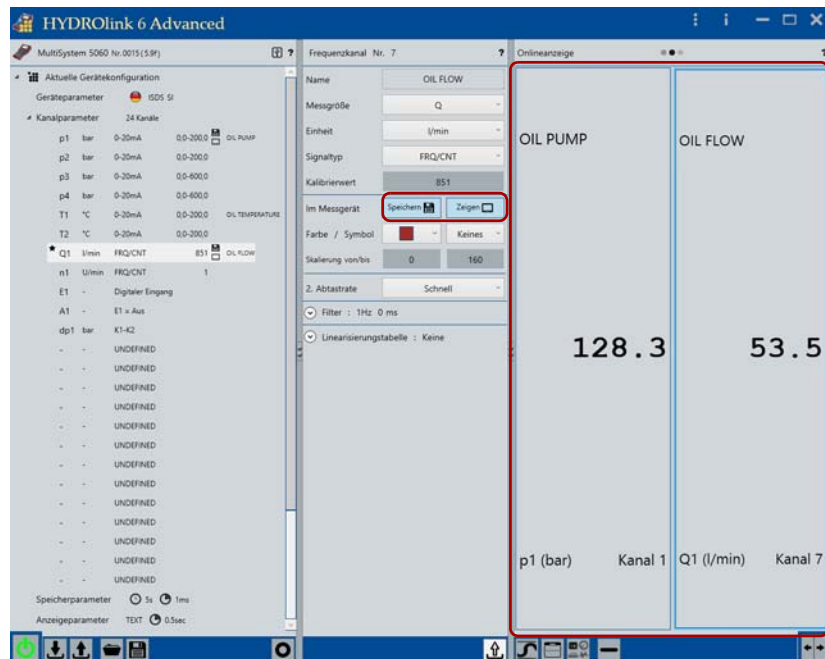 HYDROlink 6 Advanced
MultiSystem 5060 Nr.0015 (5.9f) ?
Aktuelle Gerätekonfiguration
Geräteparameter ISDS SI
Kanalparameter 24 Kanäle
p1 bar 0-20mA 0,0-200,0 OIL PUMP
p2 bar 0-20mA 0,0-200,0
p3 bar 0-20mA 0,0-600,0
p4 bar 0-20mA 0,0-600,0
T1 °C 0-20mA 0,0-200,0 OIL TEMPERATURE
T2 °C 0-20mA 0,0-200,0
Q1 l/min FRQ/CNT 851 OIL FLOW
n1 U/min FRQ/CNT 1
E1 - Digitaler Eingang
A1 - E1 = Aus
dp1 bar K1-K2
- - UNDEFINED
- - UNDEFINED
- - UNDEFINED
- - UNDEFINED
- - UNDEFINED
- - UNDEFINED
- - UNDEFINED
- - UNDEFINED
- - UNDEFINED
- - UNDEFINED
- - UNDEFINED
- - UNDEFINED
- - UNDEFINED
Speicherparameter 5s 1ms
Anzeigeparameter TEXT 0.5sec
Frequenzkanal Nr. 7 ?
Name OIL FLOW
Messgröße Q
Einheit l/min
Signaltyp FRQ/CNT
Kalibrierwert 851
Im Messgerät Speichern Zeigen
Farbe / Symbol Keines
Skalierung von/bis 0 160
2. Abtastrate Schnell
Filter : 1Hz 0 ms
Linearisierungstabelle : Keine
Onlineanzeige
OIL PUMP
128.3
p1 (bar) Kanal 1
OIL FLOW
53.5
Q1 (l/min) Kanal 7